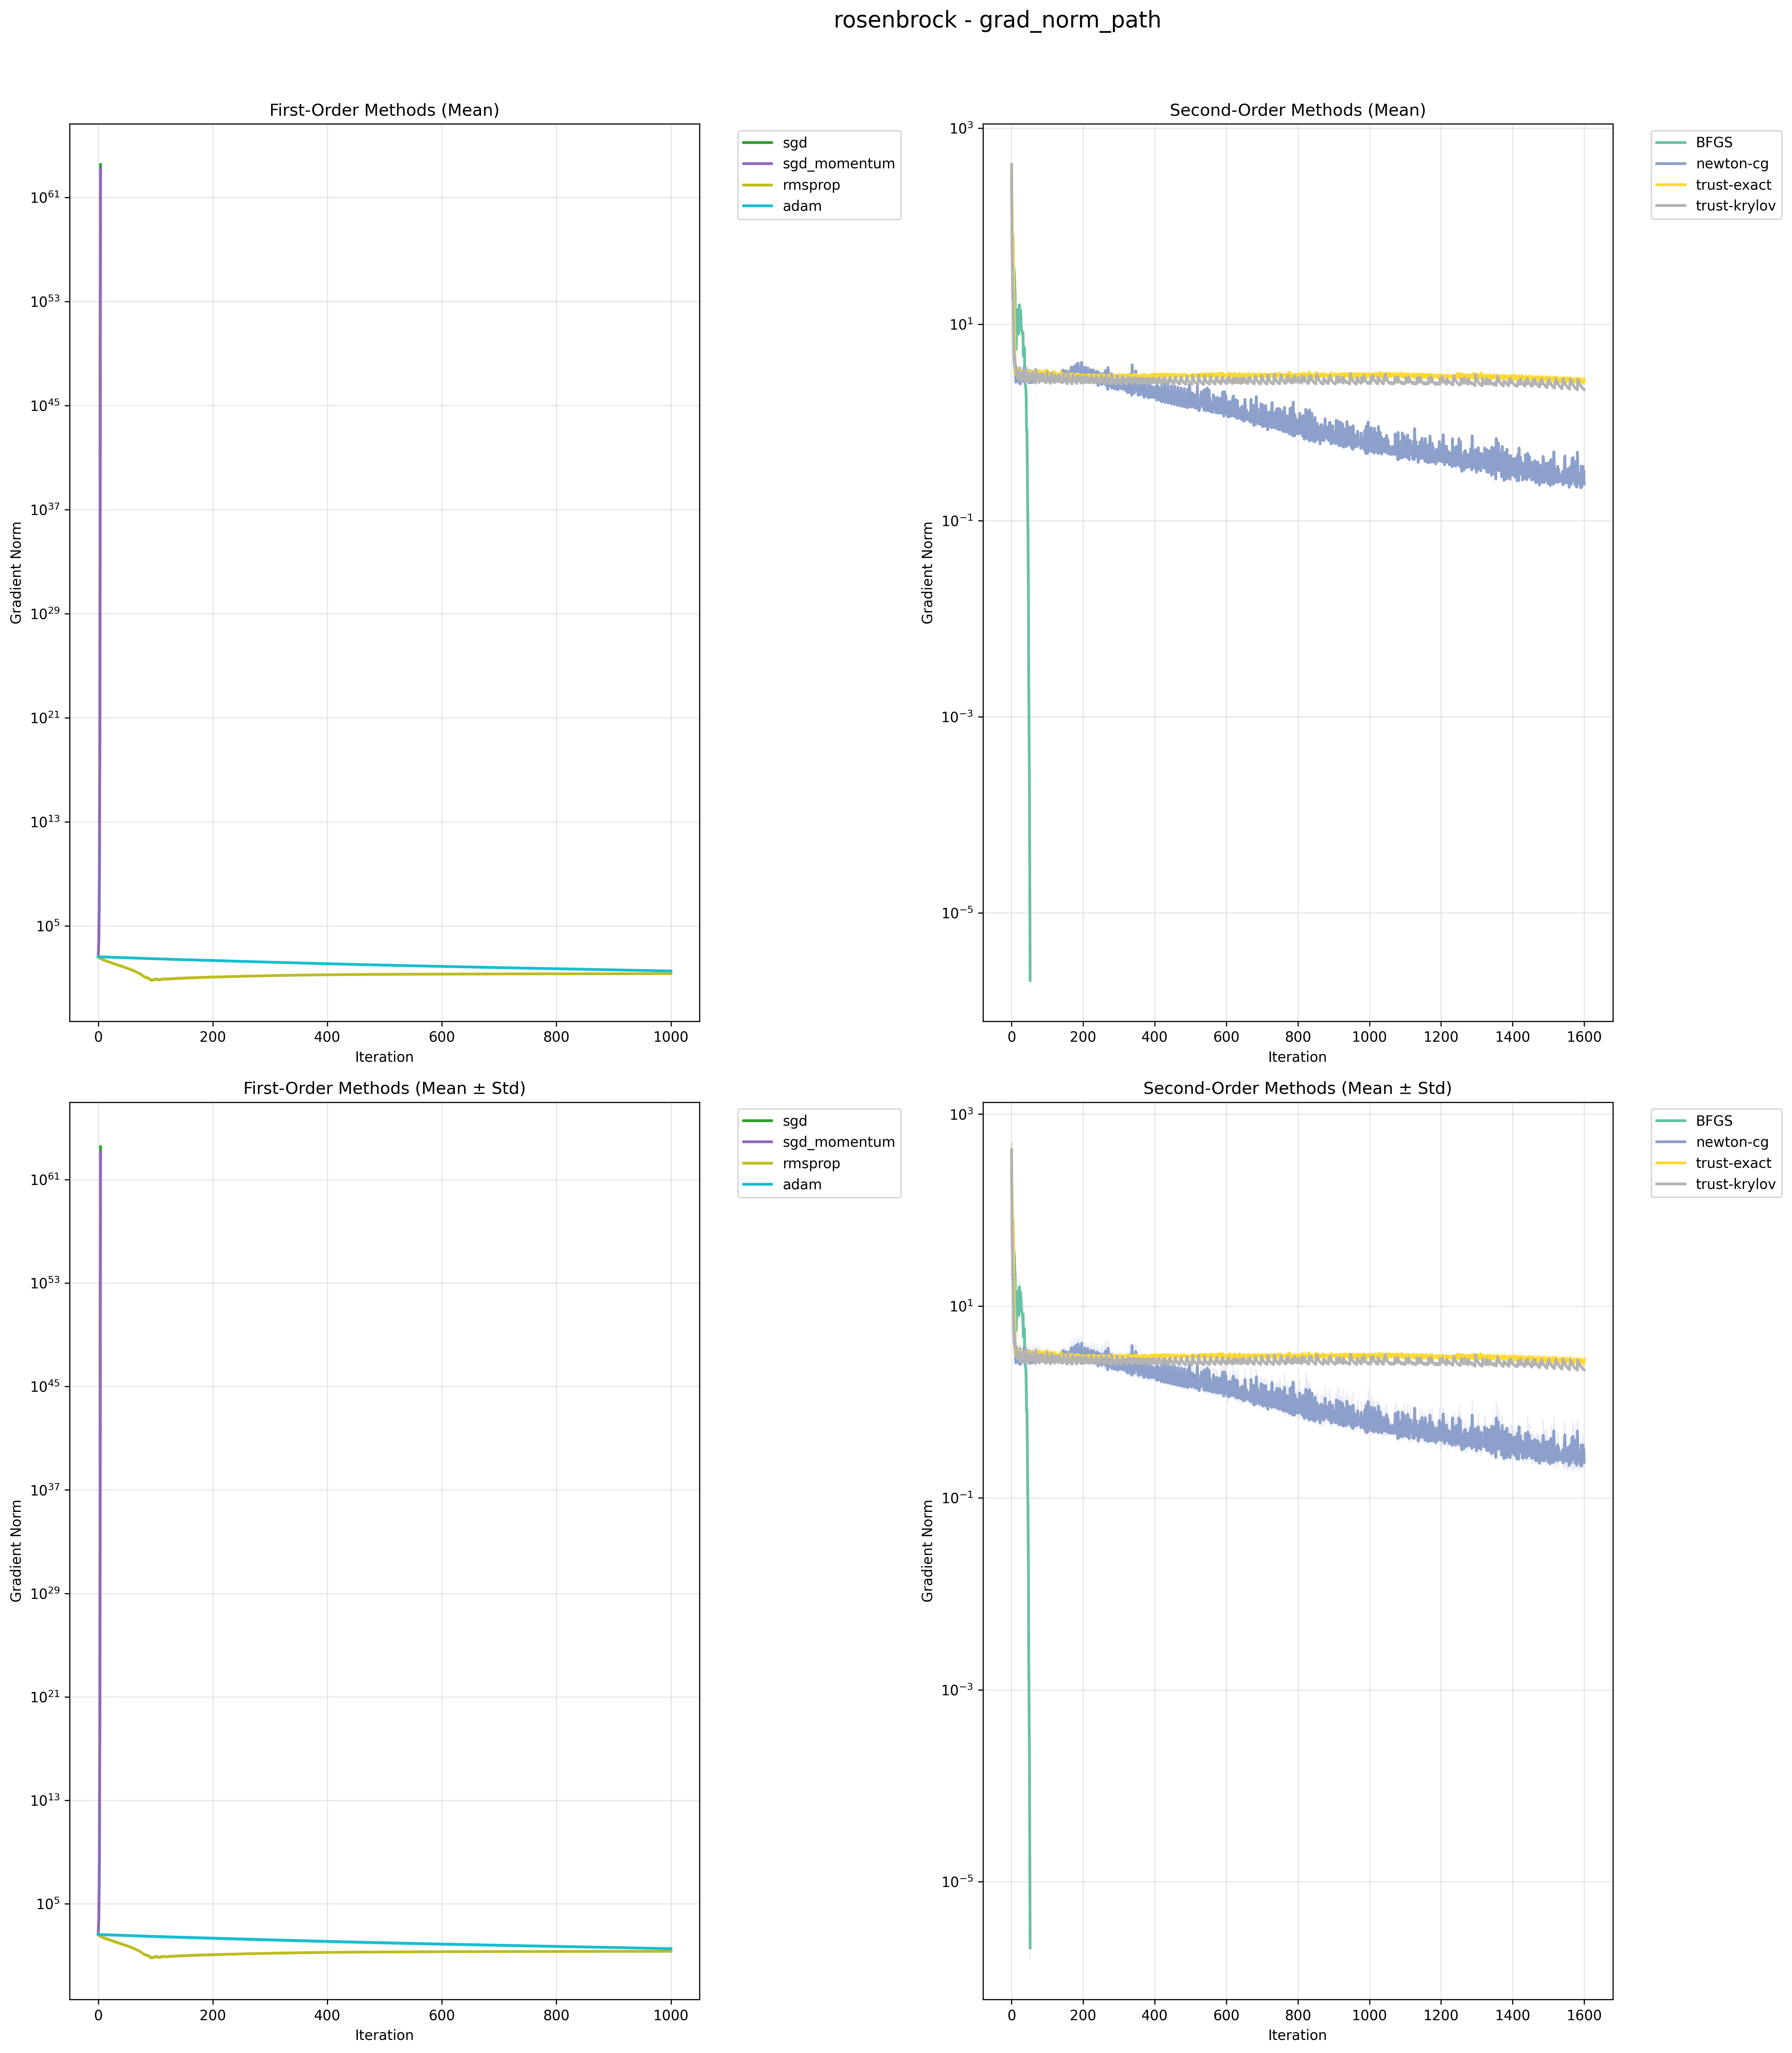 rosenbrock - grad_norm_path
First-Order Methods (Mean)
10^61
10^53
10^45
10^37
10^29
10^21
10^13
10^5
Gradient Norm
0 200 400 600 800 1000
Iteration
sgd
sgd_momentum
rmsprop
adam
Second-Order Methods (Mean)
10^3
10^1
10^−1
10^−3
10^−5
Gradient Norm
0 200 400 600 800 1000 1200 1400 1600
Iteration
BFGS
newton-cg
trust-exact
trust-krylov
First-Order Methods (Mean ± Std)
10^61
10^53
10^45
10^37
10^29
10^21
10^13
10^5
Gradient Norm
0 200 400 600 800 1000
Iteration
sgd
sgd_momentum
rmsprop
adam
Second-Order Methods (Mean ± Std)
10^3
10^1
10^−1
10^−3
10^−5
Gradient Norm
0 200 400 600 800 1000 1200 1400 1600
Iteration
BFGS
newton-cg
trust-exact
trust-krylov